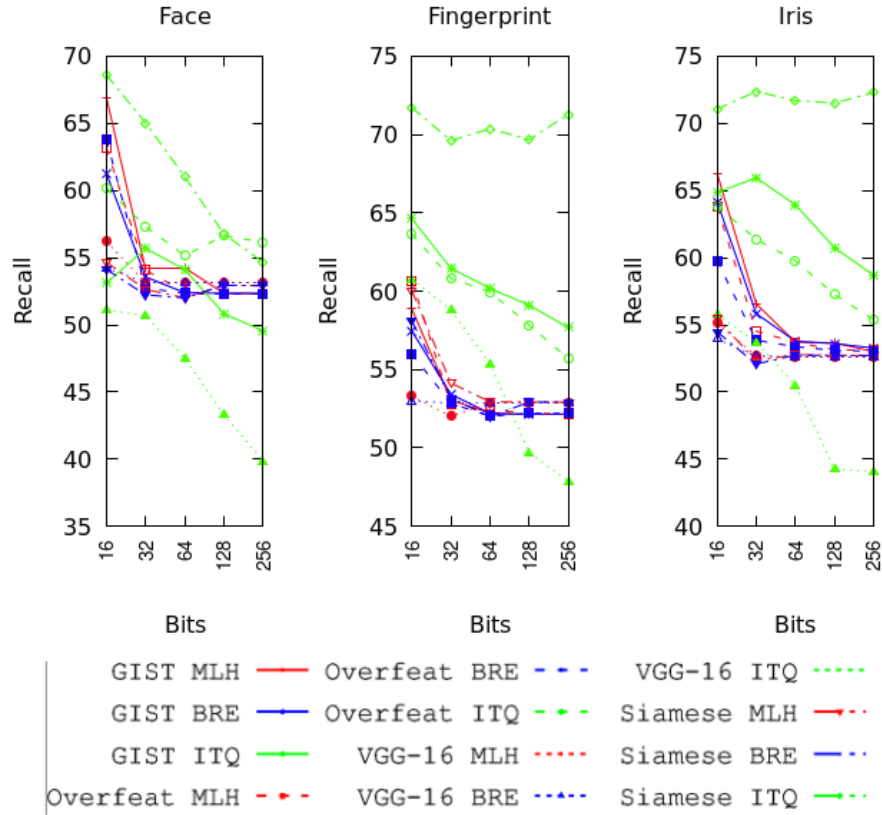 Face Fingerprint Iris
70 75 75
65 70 70
60 65 65
55 60 60
50 55 55
45 50 50
40 45 45
35 40
Recall Recall Recall
16 32 64 128 256 16 32 64 128 256 16 32 64 128 256
Bits Bits Bits
GIST MLH Overfeat BRE VGG-16 ITQ
GIST BRE Overfeat ITQ Siamese MLH
GIST ITQ VGG-16 MLH Siamese BRE
Overfeat MLH VGG-16 BRE Siamese ITQ